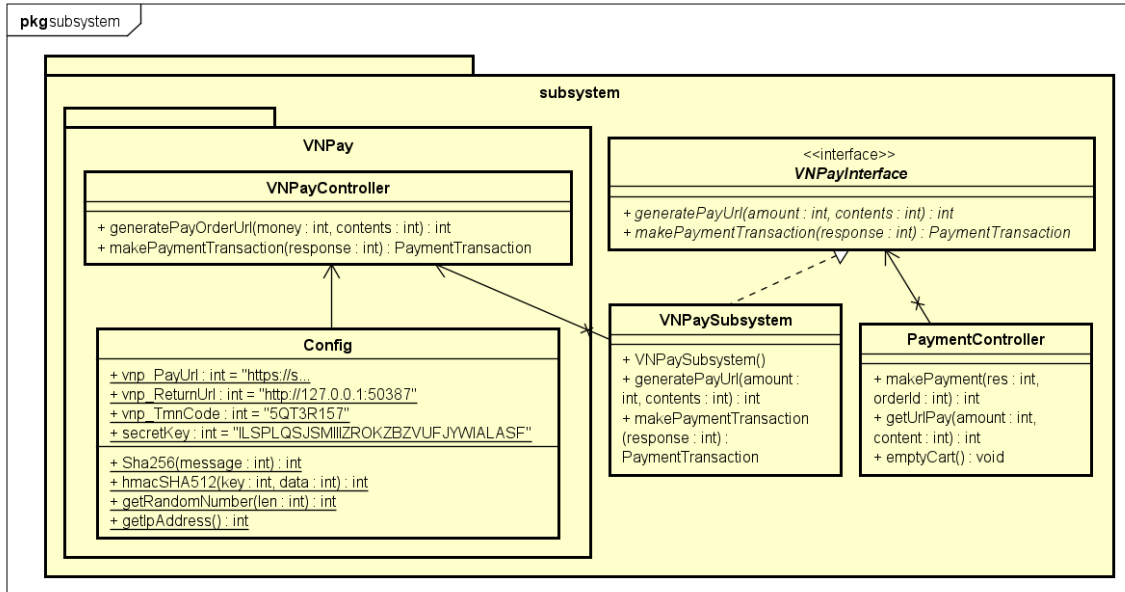 pkg subsystem
subsystem
VNPay
VNPayController
+ generatePayOrderUrl(money : int, contents : int) : int
+ makePaymentTransaction(response : int) : PaymentTransaction
Config
+ vnp_PayUrl : int = "https://s...
+ vnp_ReturnUrl : int = "http://127.0.0.1:50387"
+ vnp_TmnCode : int = "5QT3R157"
+ secretKey : int = "ILSPLQSJSMIIIZROKZBZVUFJYWIALASF"
+ Sha256(message : int) : int
+ hmacSHA512(key : int, data : int) : int
+ getRandomNumber(len : int) : int
+ getIpAddress() : int
<<interface>>
VNPayInterface
+ generatePayUrl(amount : int, contents : int) : int
+ makePaymentTransaction(response : int) : PaymentTransaction
VNPaySubsystem
+ VNPaySubsystem()
+ generatePayUrl(amount :
int, contents : int) : int
+ makePaymentTransaction
(response : int) :
PaymentTransaction
PaymentController
+ makePayment(res : int,
orderId : int) : int
+ getUrlPay(amount : int,
content : int) : int
+ emptyCart() : void